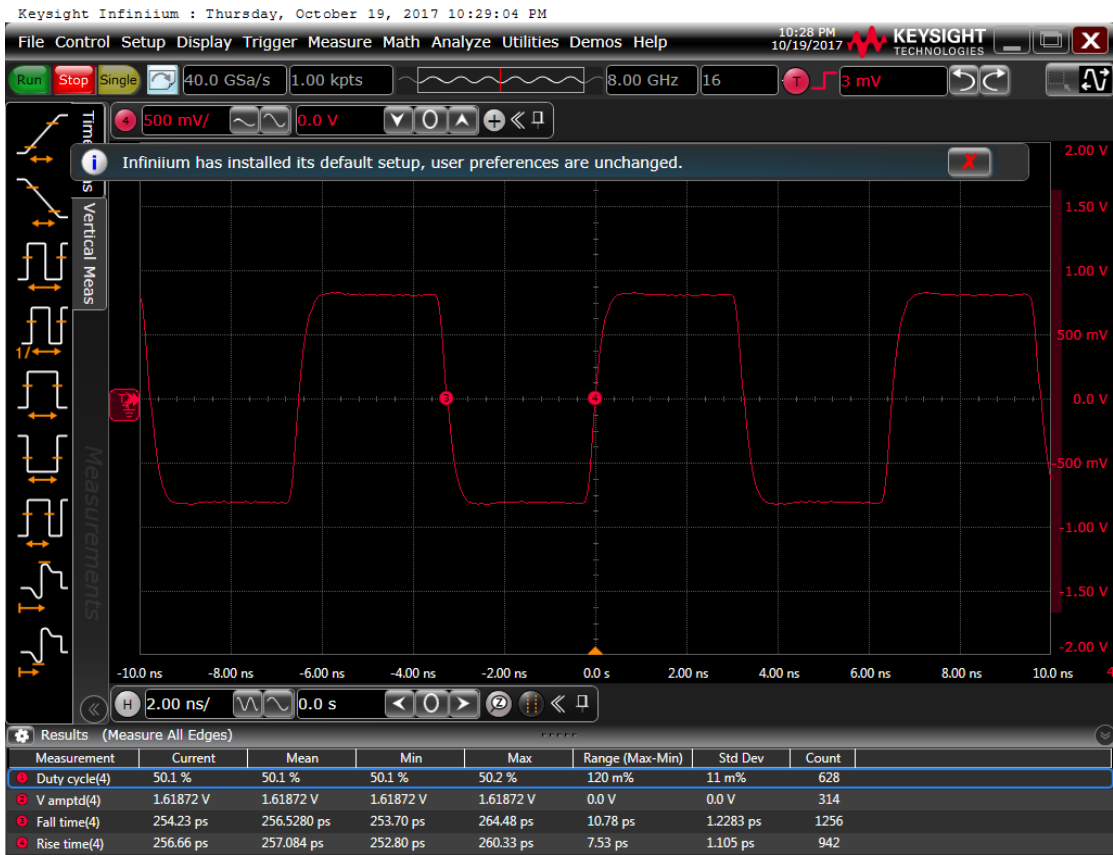 Keysight Infiniium : Thursday, October 19, 2017 10:29:04 PM
File Control Setup Display Trigger Measure Math Analyze Utilities Demos Help
10:28 PM
10/19/2017
KEYSIGHT
TECHNOLOGIES
X
Run Stop Single 40.0 GSa/s 1.00 kpts 8.00 GHz 16 T 3 mV
4 500 mV/ 0.0 V
i Infiniium has installed its default setup, user preferences are unchanged. X
Vertical Meas
Measurements
1/
2.00 V
1.50 V
1.00 V
500 mV
0.0 V
-500 mV
-1.00 V
-1.50 V
-2.00 V
3 4
-10.0 ns -8.00 ns -6.00 ns -4.00 ns -2.00 ns 0.0 s 2.00 ns 4.00 ns 6.00 ns 8.00 ns 10.0 ns
H 2.00 ns/ 0.0 s
Results (Measure All Edges)
Measurement Current Mean Min Max Range (Max-Min) Std Dev Count
1 Duty cycle(4) 50.1 % 50.1 % 50.1 % 50.2 % 120 m% 11 m% 628
2 V amptd(4) 1.61872 V 1.61872 V 1.61872 V 1.61872 V 0.0 V 0.0 V 314
3 Fall time(4) 254.23 ps 256.5280 ps 253.70 ps 264.48 ps 10.78 ps 1.2283 ps 1256
4 Rise time(4) 256.66 ps 257.084 ps 252.80 ps 260.33 ps 7.53 ps 1.105 ps 942